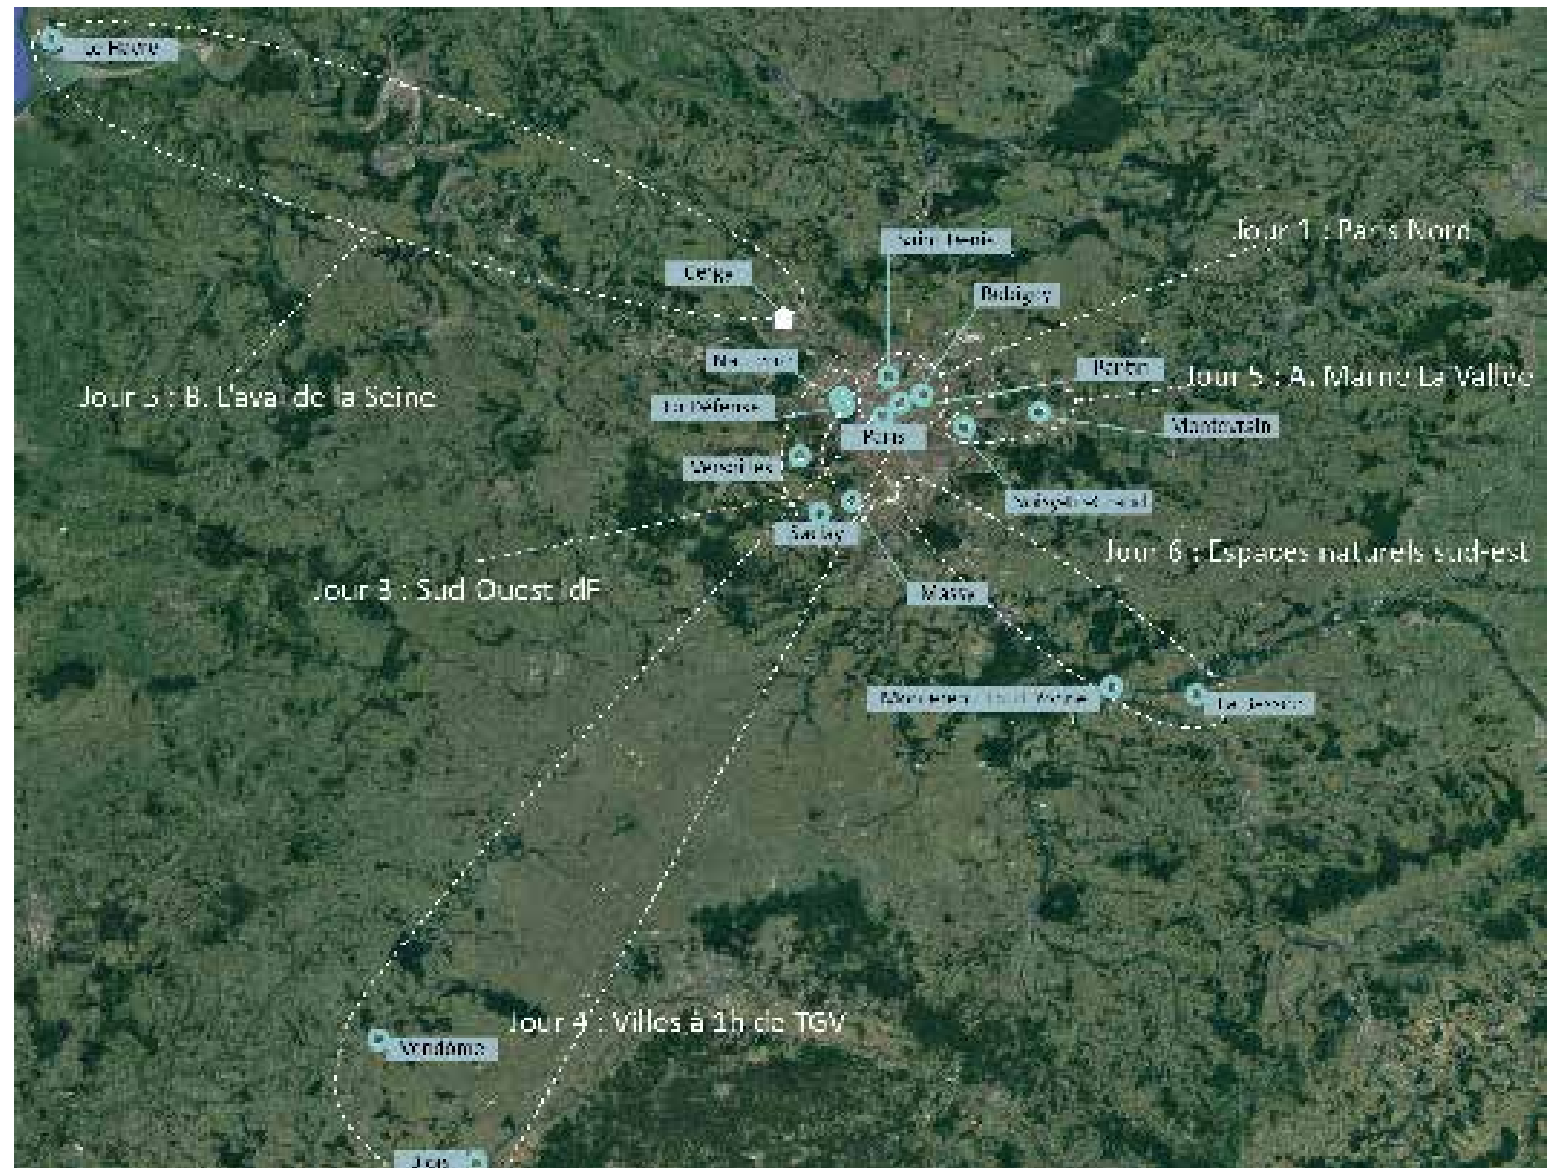 Le Havre
Saint Denis
Jour 1 : Paris Nord
Cergy
Bobigny
Pantin
Jour 5 : A. Marne La Vallée
Jour 5 : B. L'aval de la Seine
La Défense
Montevrain
Paris
Versailles
Saclay
Jour 6 : Espaces naturels sud-est
Jour 3 : Sud Ouest IdF
Massy
Jour 4 : Villes à 1h de TGV
Vendôme